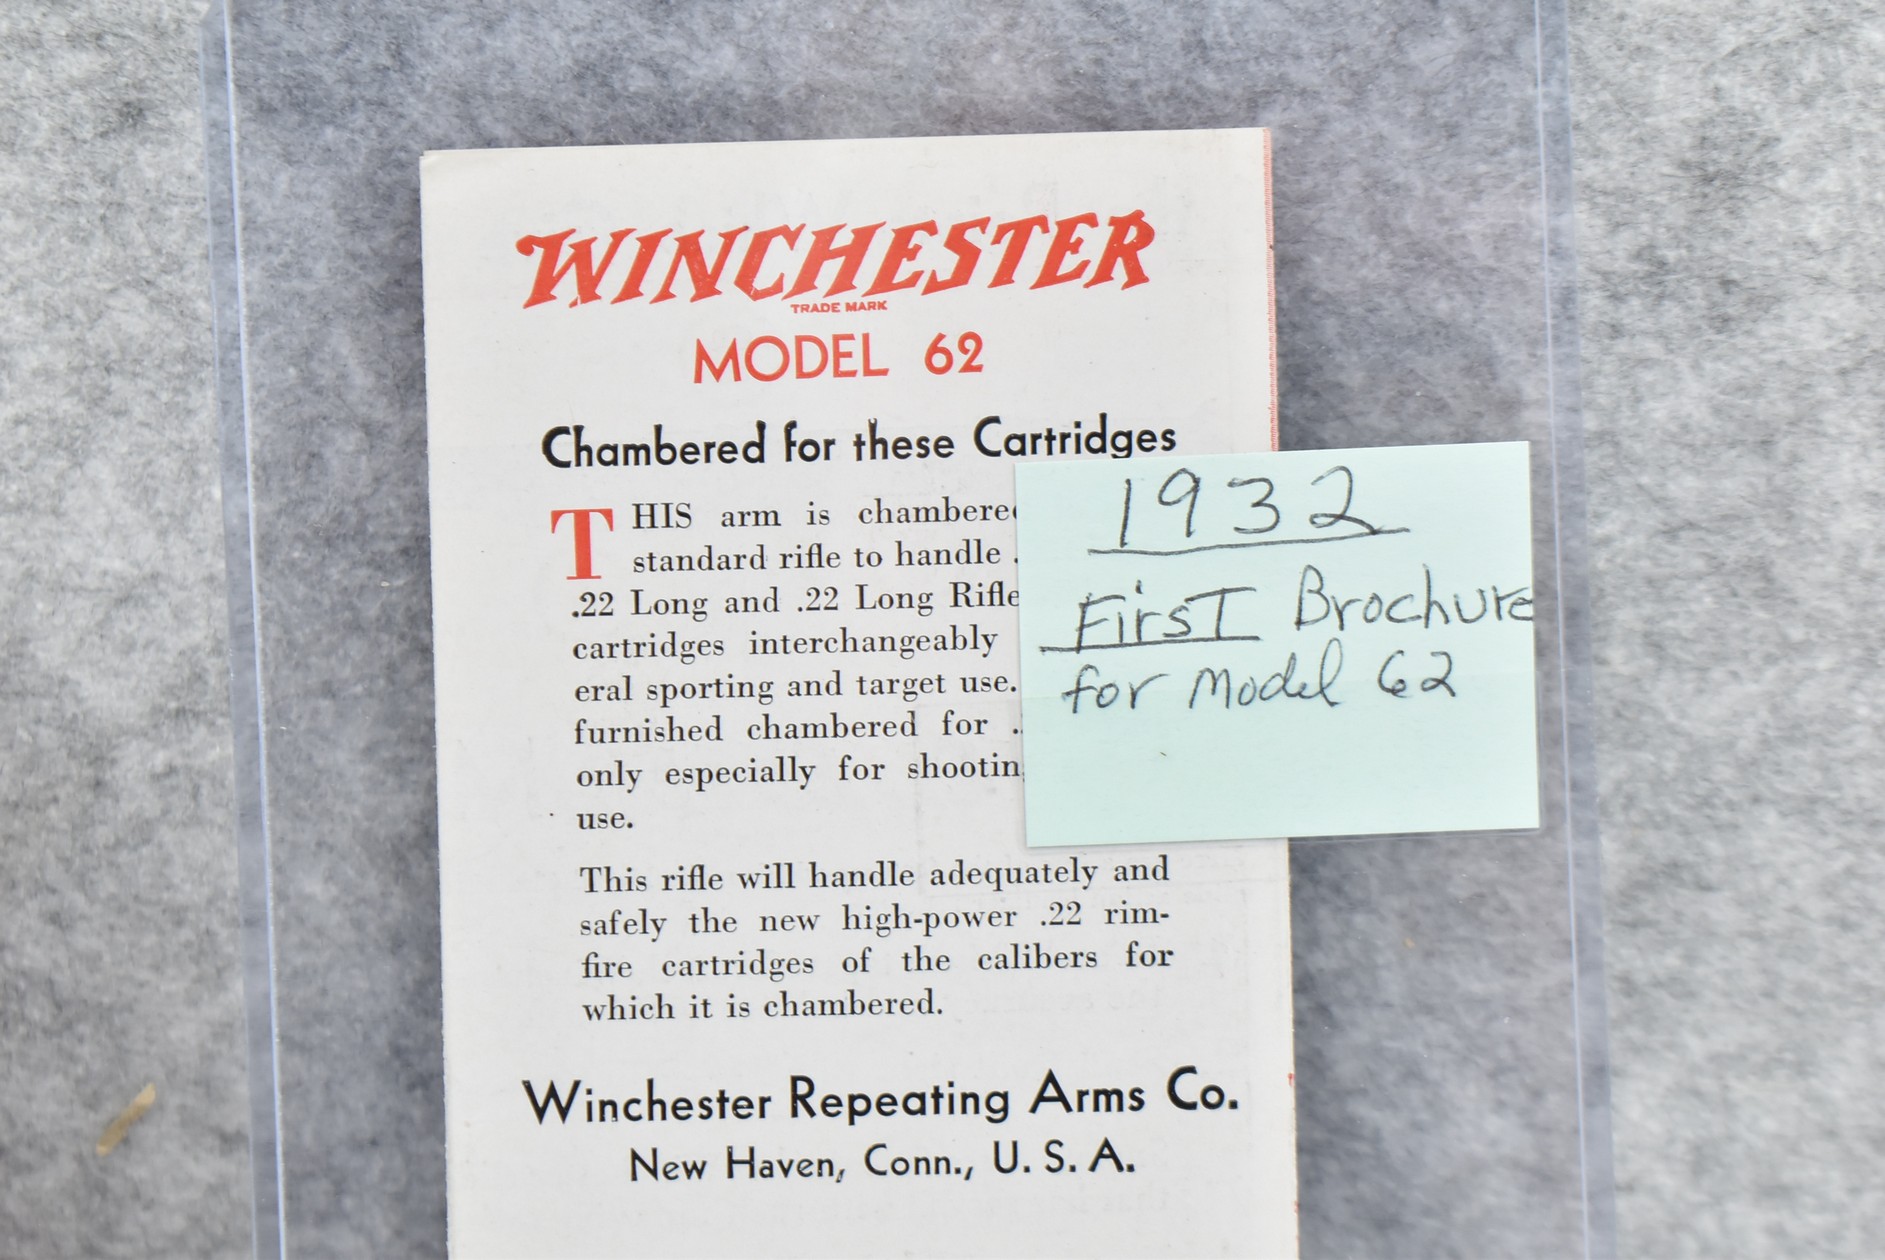 WINCHESTER
TRADE MARK
MODEL 62
Chambered for these Cartridges
THIS arm is
standard rifle to handle
.22 Long and .22 Long Rifle
cartridges interchangeably
eral sporting and target use.
furnished chambered for
only especially for
use.
This rifle will handle adequately and
safely the new high-power .22 rim-
fire cartridges of the calibers for
which it is chambered.
Winchester Repeating Arms Co.
New Haven, Conn., U. S. A.
1932
First Brochure
for Model 62